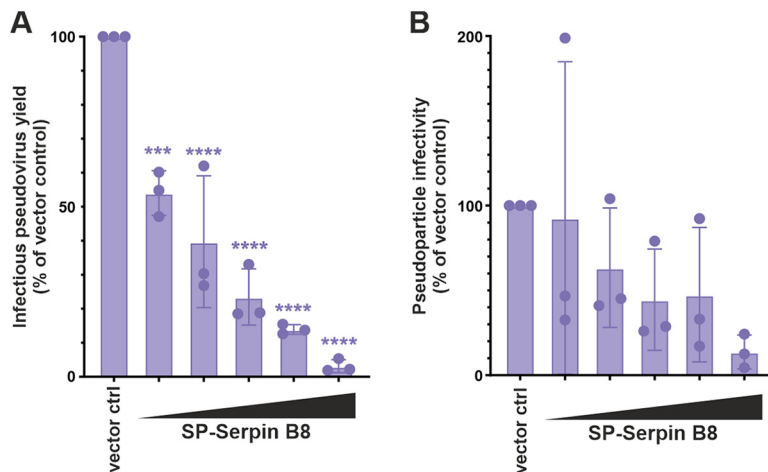 A
Infectious pseudovirus yield
(% of vector control)
100
50
0
***
****
****
****
****
vector ctrl
SP-Serpin B8
B
Pseudoparticle infectivity
(% of vector control)
200
100
0
vector ctrl
SP-Serpin B8